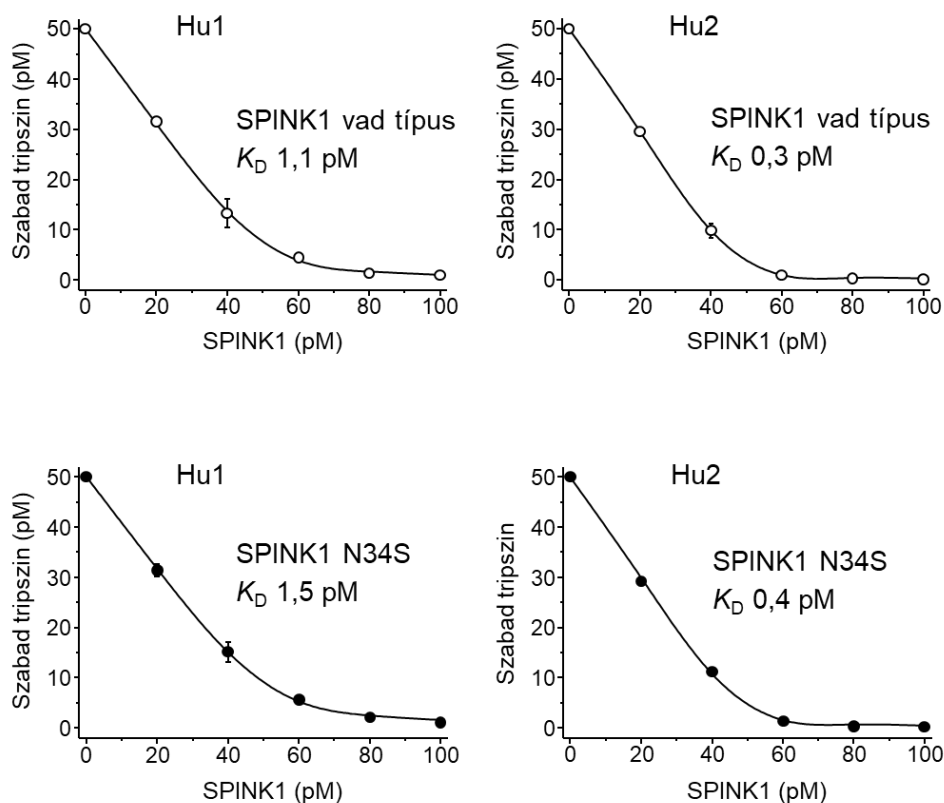 Hu1
Szabad tripszin (pM)
50
40
30
20
10
0
SPINK1 vad típus
KD 1,1 pM
0 20 40 60 80 100
SPINK1 (pM)
Hu2
Szabad tripszin (pM)
50
40
30
20
10
0
SPINK1 vad típus
KD 0,3 pM
0 20 40 60 80 100
SPINK1 (pM)
Hu1
Szabad tripszin (pM)
50
40
30
20
10
0
SPINK1 N34S
KD 1,5 pM
0 20 40 60 80 100
SPINK1 (pM)
Hu2
Szabad tripszin
50
40
30
20
10
0
SPINK1 N34S
KD 0,4 pM
0 20 40 60 80 100
SPINK1 (pM)